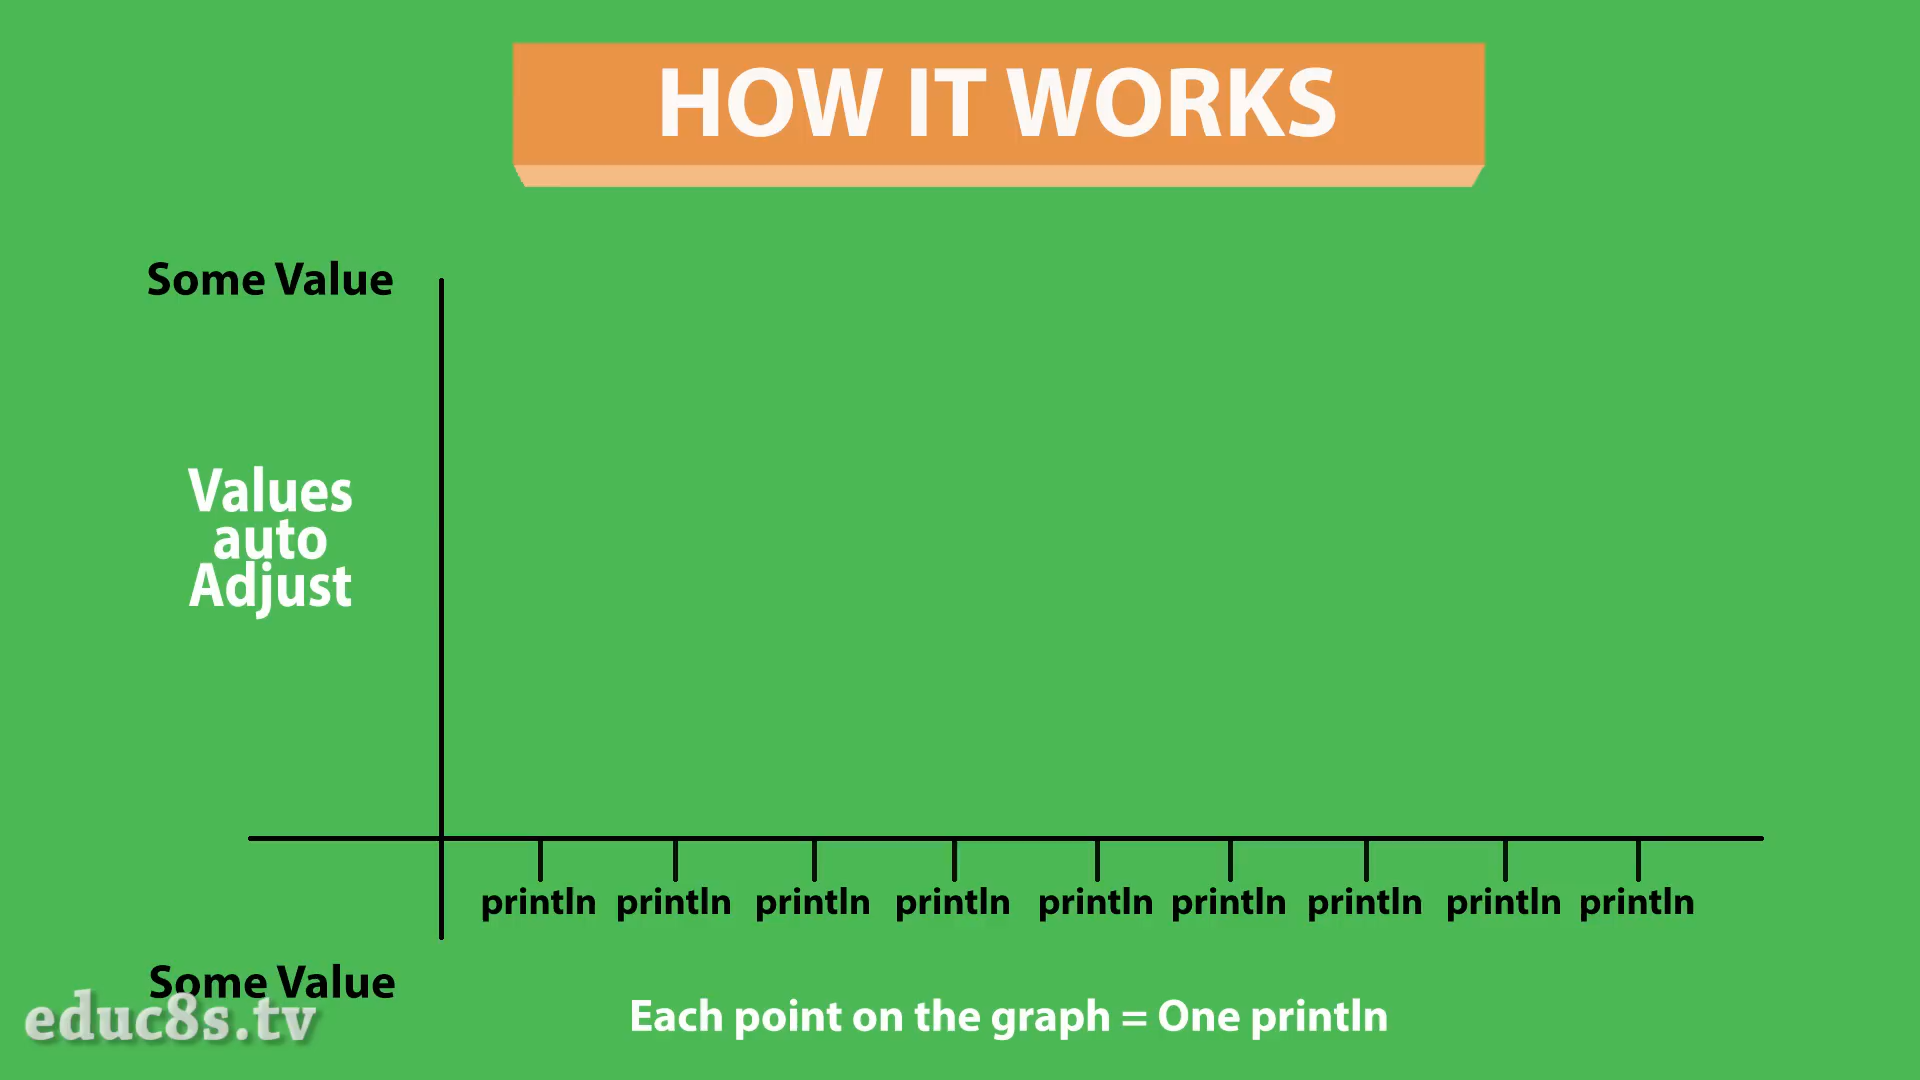 HOW IT WORKS
Some Value
Values
auto
Adjust
println println println println println println println println println
Some Value
educ8s.tv
Each point on the graph = One println